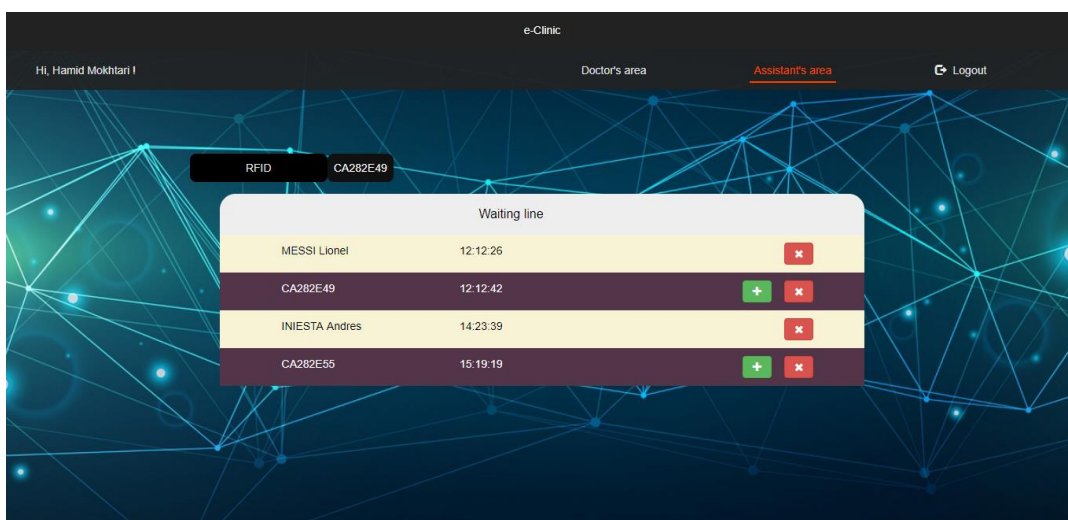 e-Clinic
Hi, Hamid Mokhtari ! Doctor's area Assistant's area Logout
RFID CA282E49
Waiting line
MESSI Lionel 12:12:26
CA282E49 12:12:42
INIESTA Andres 14:23:39
CA282E55 15:19:19